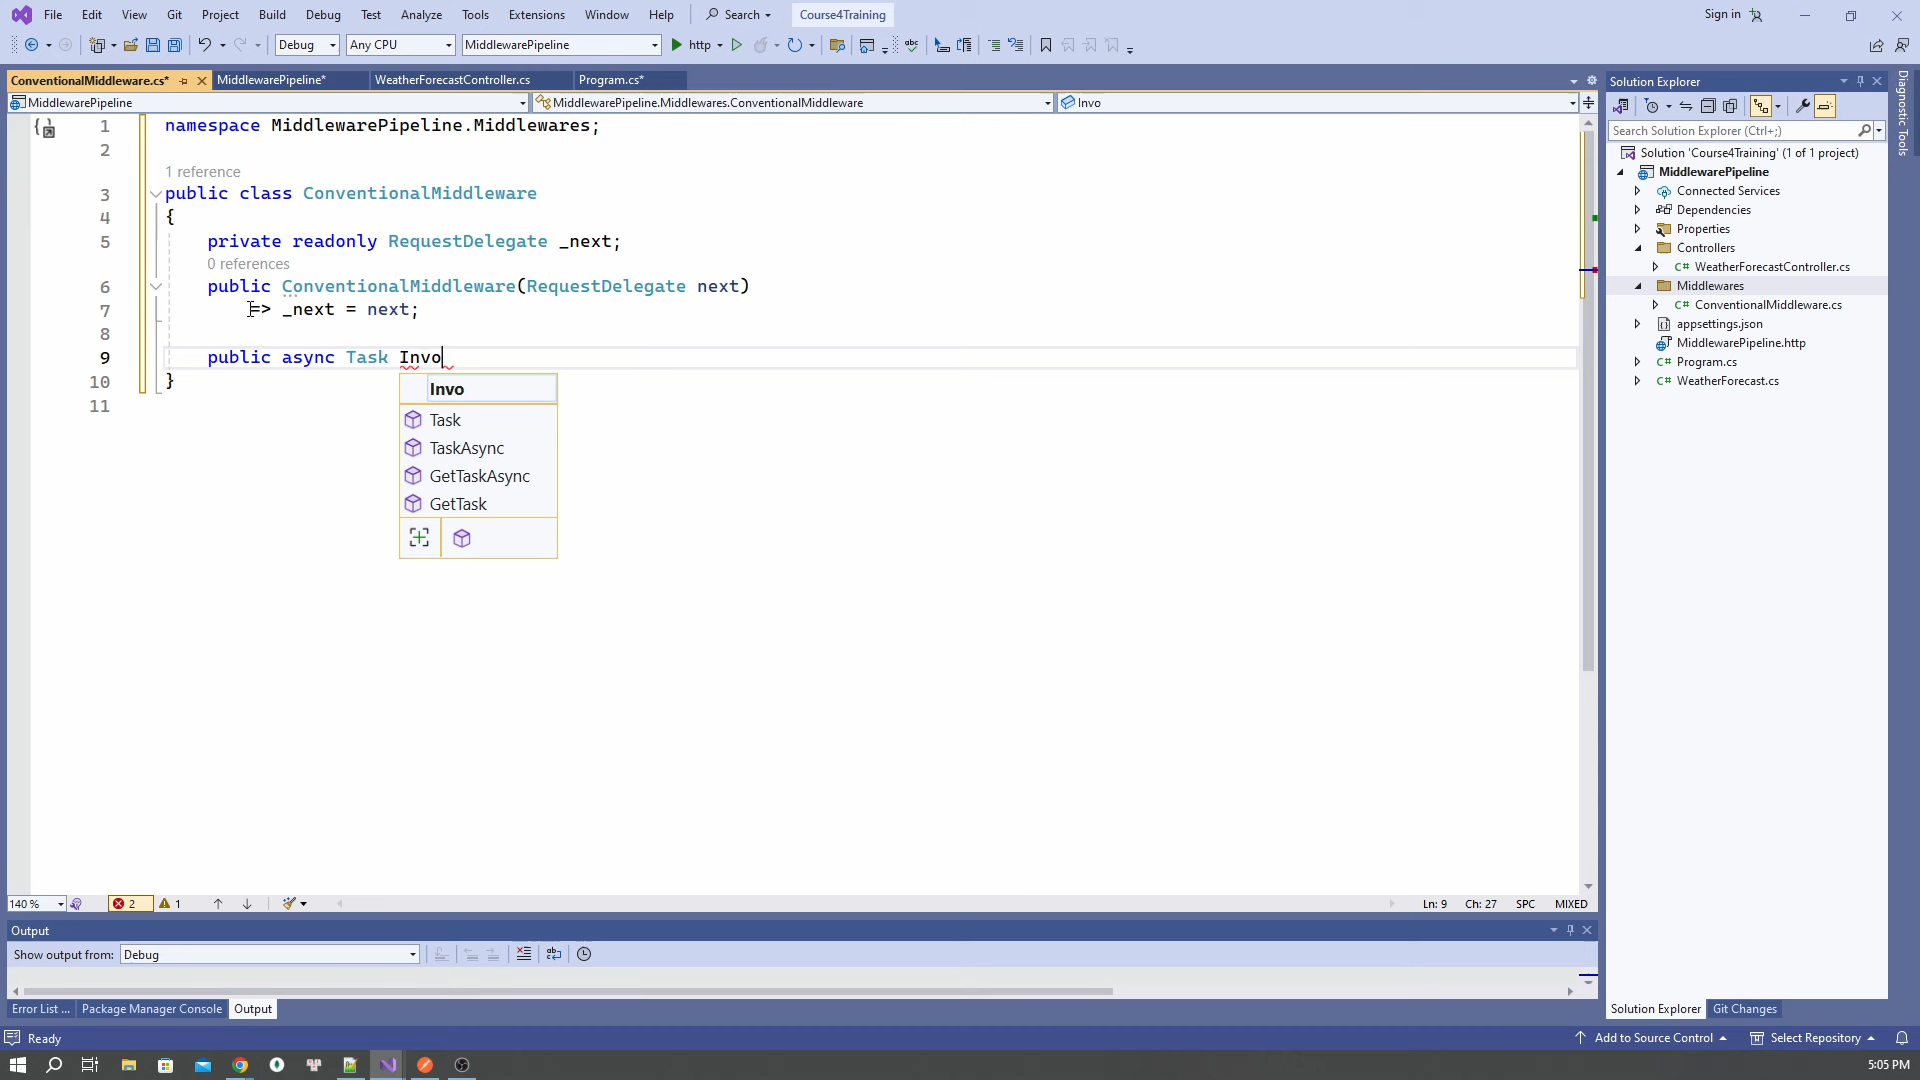 File Edit View Git Project Build Debug Test Analyze Tools Extensions Window Help Search Course4Training Sign in
Debug Any CPU MiddlewarePipeline http
ConventionalMiddleware.cs* MiddlewarePipeline* WeatherForecastController.cs Program.cs*
MiddlewarePipeline MiddlewarePipeline.Middlewares.ConventionalMiddleware Invo
1 namespace MiddlewarePipeline.Middlewares;
2
1 reference
3 public class ConventionalMiddleware
4 {
5 private readonly RequestDelegate _next;
0 references
6 public ConventionalMiddleware(RequestDelegate next)
7 => _next = next;
8
9 public async Task Invo
10 }
11
Invo
Task
TaskAsync
GetTaskAsync
GetTask
140 % 2 1 Ln: 9 Ch: 27 SPC MIXED
Output
Show output from: Debug
Error List ... Package Manager Console Output
Solution Explorer
Search Solution Explorer (Ctrl+;)
Solution 'Course4Training' (1 of 1 project)
MiddlewarePipeline
Connected Services
Dependencies
Properties
Controllers
C# WeatherForecastController.cs
Middlewares
C# ConventionalMiddleware.cs
appsettings.json
MiddlewarePipeline.http
C# Program.cs
C# WeatherForecast.cs
Solution Explorer Git Changes
Diagnostic Tools
Ready Add to Source Control Select Repository
5:05 PM